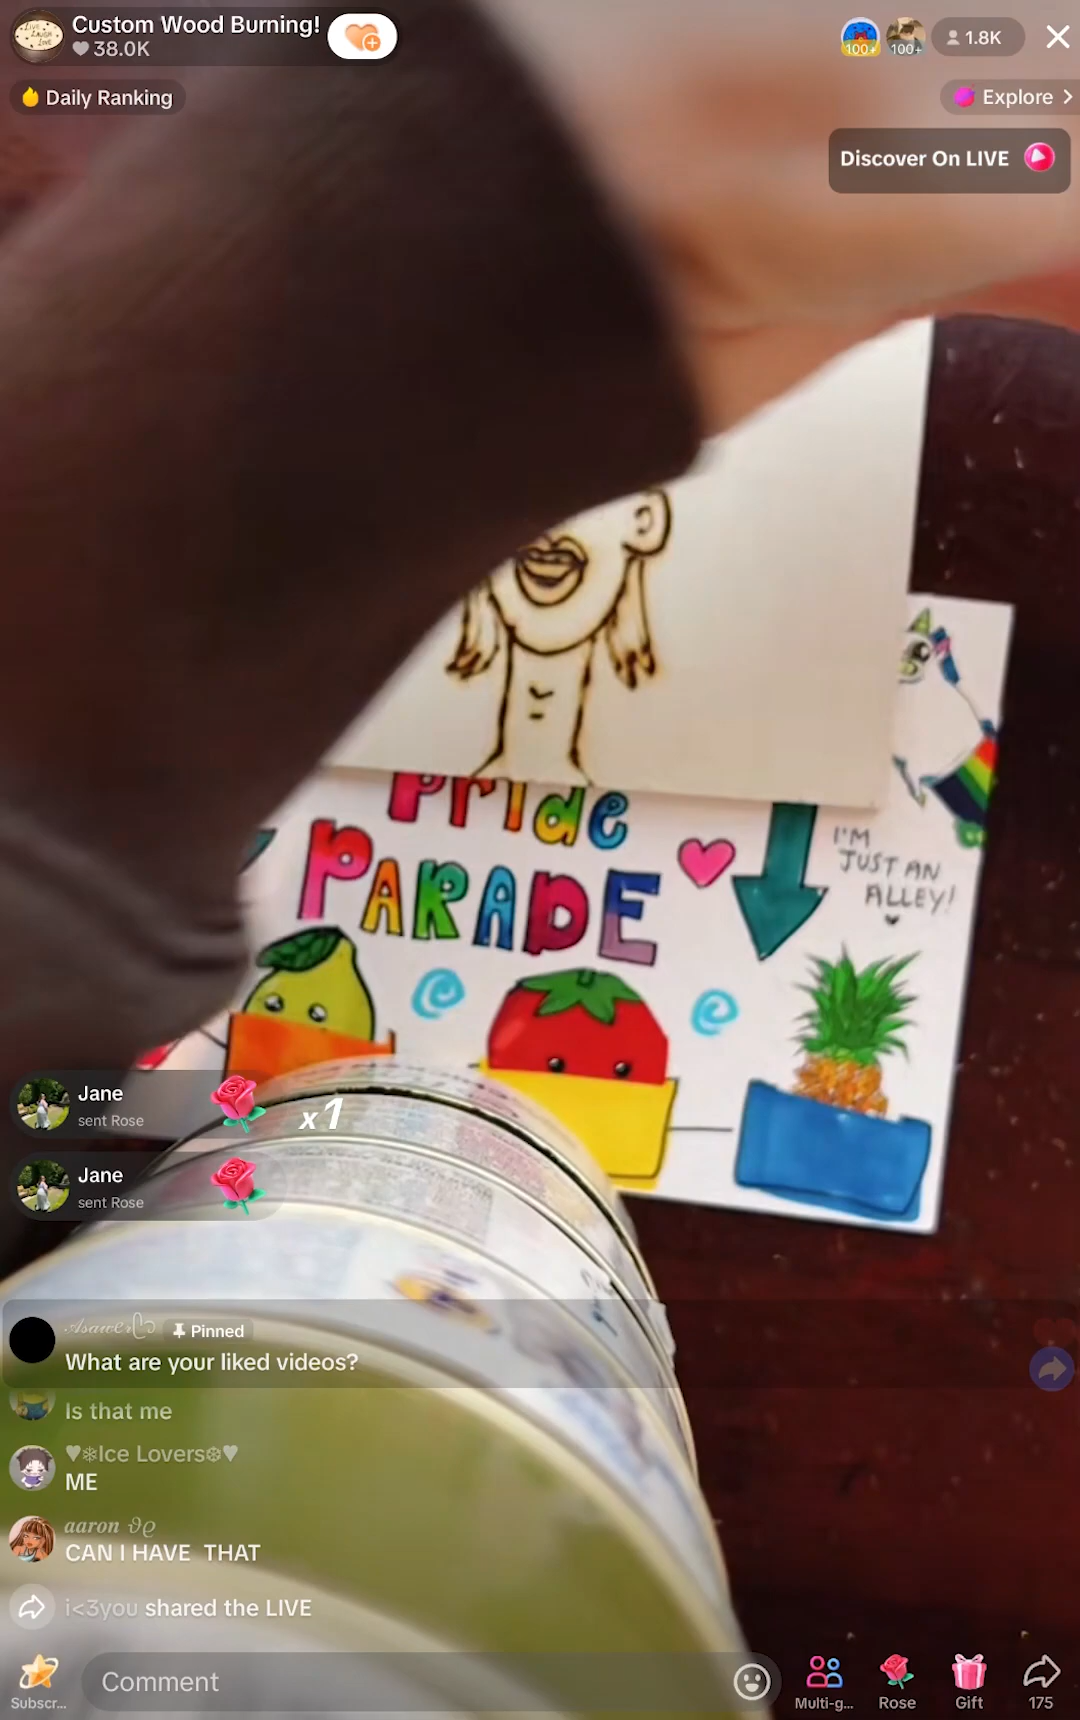 Custom Wood Burning!
38.0K
100+
100+
1.8K
Daily Ranking
Explore
Discover On LIVE
Pride
PARADE
I'M
JUST AN
ALLEY!
Jane
sent Rose
x1
Jane
sent Rose
Pinned
What are your liked videos?
Is that me
♥❄Ice Lovers❆♥
ME
aaron ୬ϱ
CAN I HAVE THAT
i<3you shared the LIVE
Subscr...
Comment
Multi-g...
Rose
Gift
175